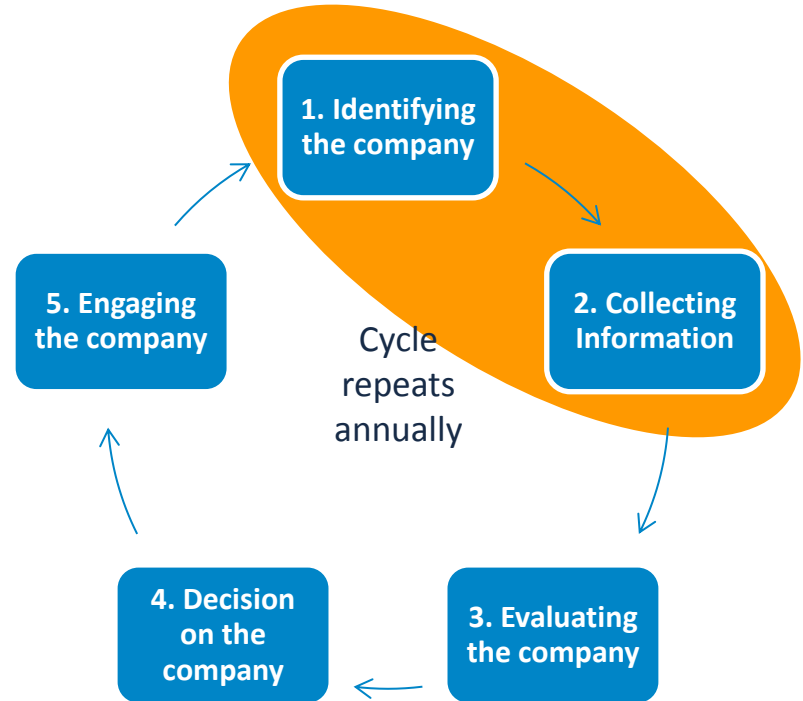 1. Identifying
the company
2. Collecting
Information
3. Evaluating
the company
4. Decision
on the
company
5. Engaging
the company
Cycle
repeats
annually